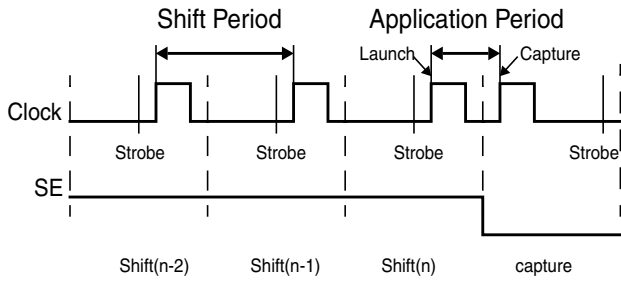 Shift Period
Application Period
Launch
Capture
Clock
Strobe
Strobe
Strobe
Strobe
SE
Shift(n-2)
Shift(n-1)
Shift(n)
capture